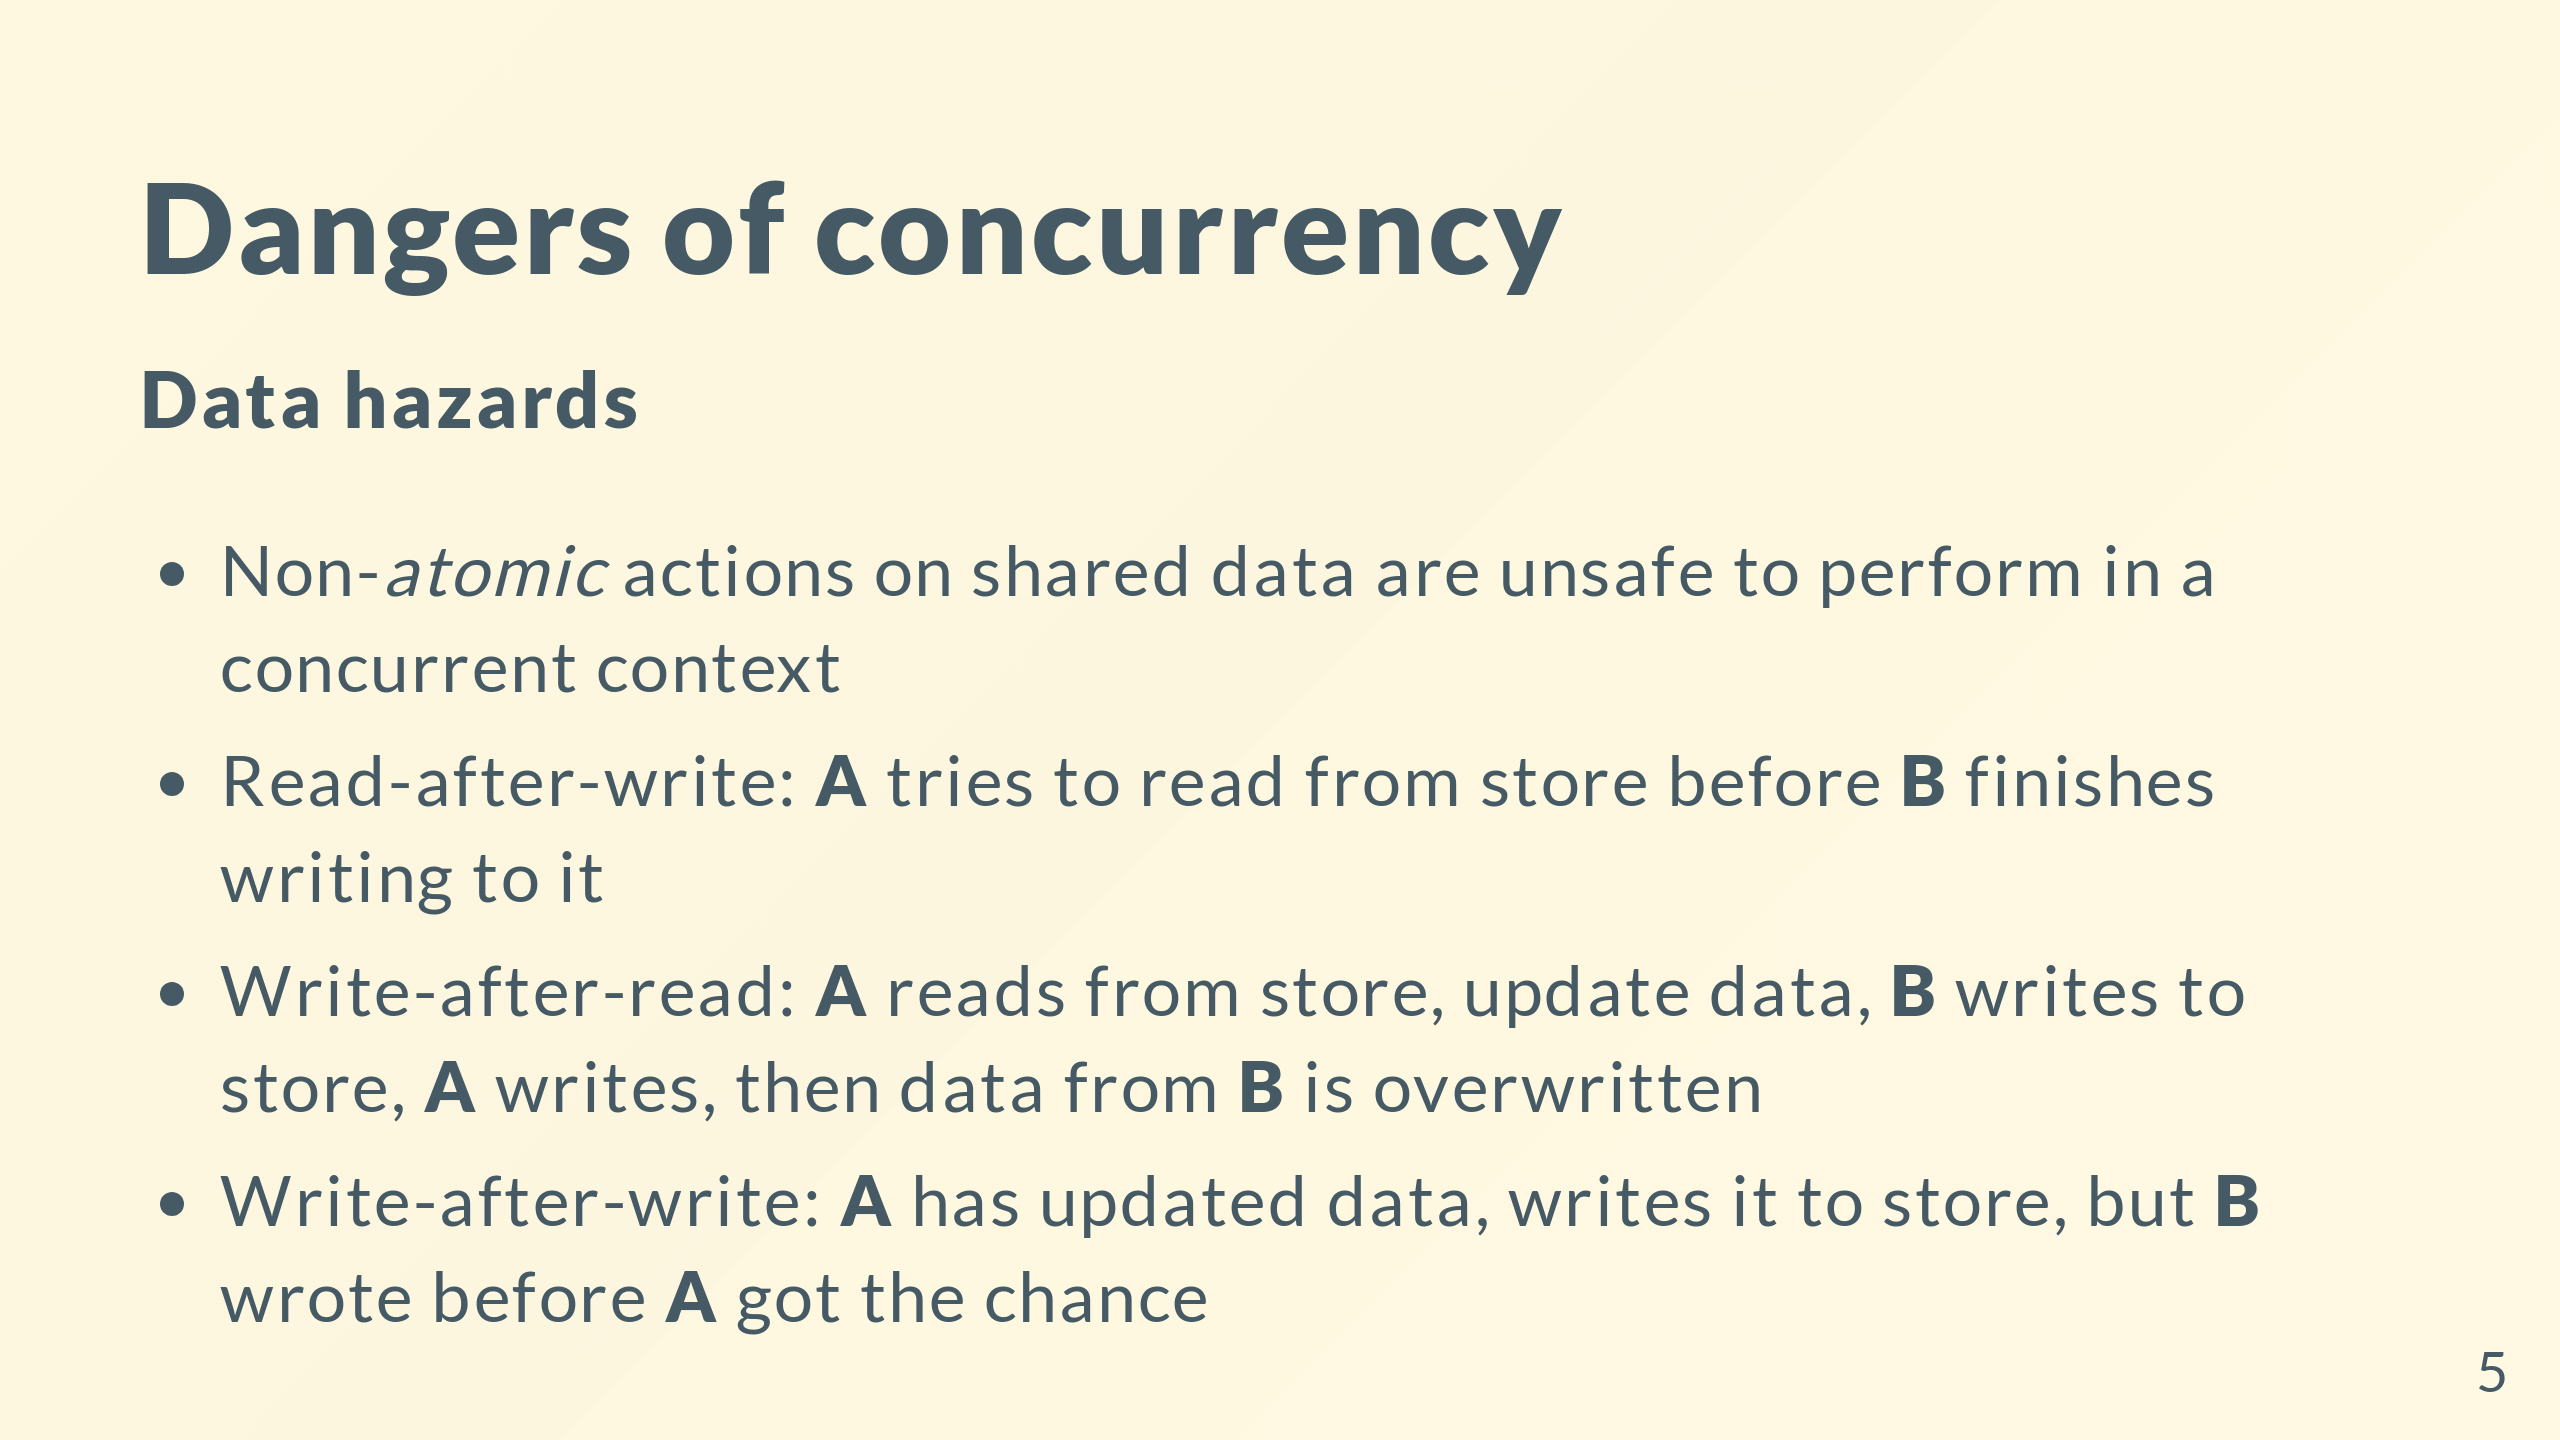 Dangers of concurrency
Data hazards
• Non-atomic actions on shared data are unsafe to perform in a
concurrent context
• Read-after-write: A tries to read from store before B finishes
writing to it
• Write-after-read: A reads from store, update data, B writes to
store, A writes, then data from B is overwritten
• Write-after-write: A has updated data, writes it to store, but B
wrote before A got the chance
5